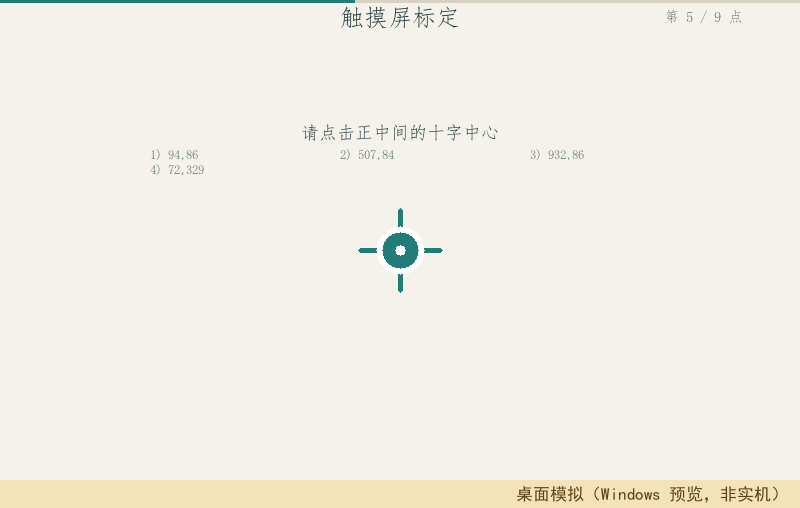 触摸屏标定
第 5 / 9 点
请点击正中间的十字中心
1) 94,86
2) 507,84
3) 932,86
4) 72,329
桌面模拟（Windows 预览，非实机）